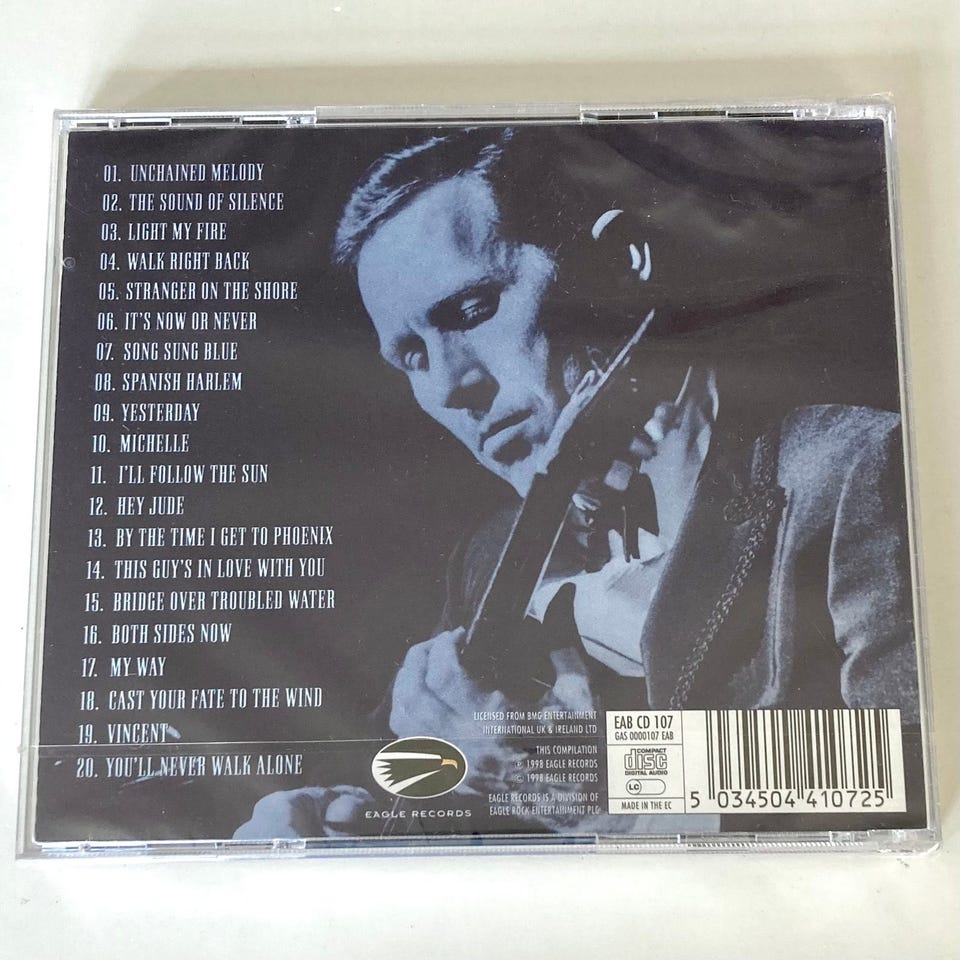 01. UNCHAINED MELODY
02. THE SOUND OF SILENCE
03. LIGHT MY FIRE
04. WALK RIGHT BACK
05. STRANGER ON THE SHORE
06. IT'S NOW OR NEVER
07. SONG SUNG BLUE
08. SPANISH HARLEM
09. YESTERDAY
10. MICHELLE
11. I'LL FOLLOW THE SUN
12. HEY JUDE
13. BY THE TIME I GET TO PHOENIX
14. THIS GUY'S IN LOVE WITH YOU
15. BRIDGE OVER TROUBLED WATER
16. BOTH SIDES NOW
17. MY WAY
18. CAST YOUR FATE TO THE WIND
19. VINCENT
20. YOU'LL NEVER WALK ALONE
EAGLE RECORDS
LICENSED FROM BMG ENTERTAINMENT
INTERNATIONAL UK & IRELAND LTD
THIS COMPILATION
℗ 1998 EAGLE RECORDS
© 1998 EAGLE RECORDS
EAGLE RECORDS IS A DIVISION OF
EAGLE ROCK ENTERTAINMENT PLC
EAB CD 107
GAS 0000107 EAB
COMPACT
disc
DIGITAL AUDIO
LC
MADE IN THE EC
5 034504 410725